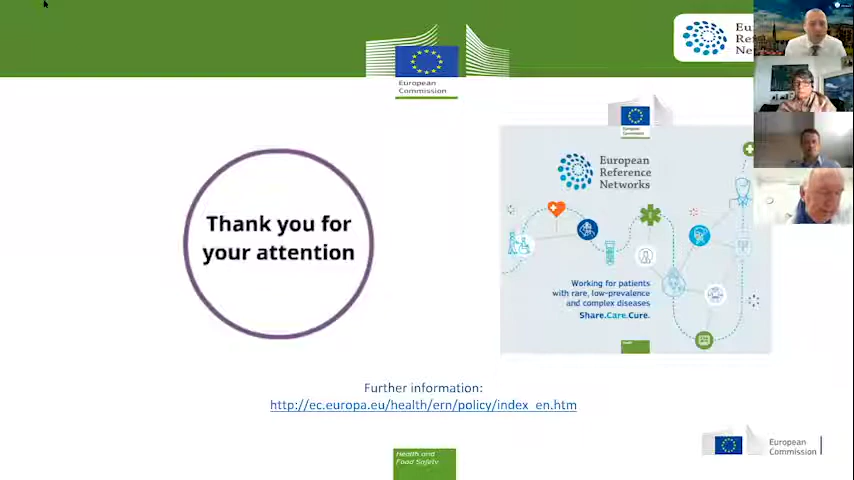 European
Commission
Thank you for
your attention
European
Commission
European
Reference
Networks
Working for patients
with rare, low-prevalence
and complex diseases
Share.Care.Cure.
Health
Further information:
http://ec.europa.eu/health/ern/policy/index_en.htm
Health and
Food Safety
European
Commission